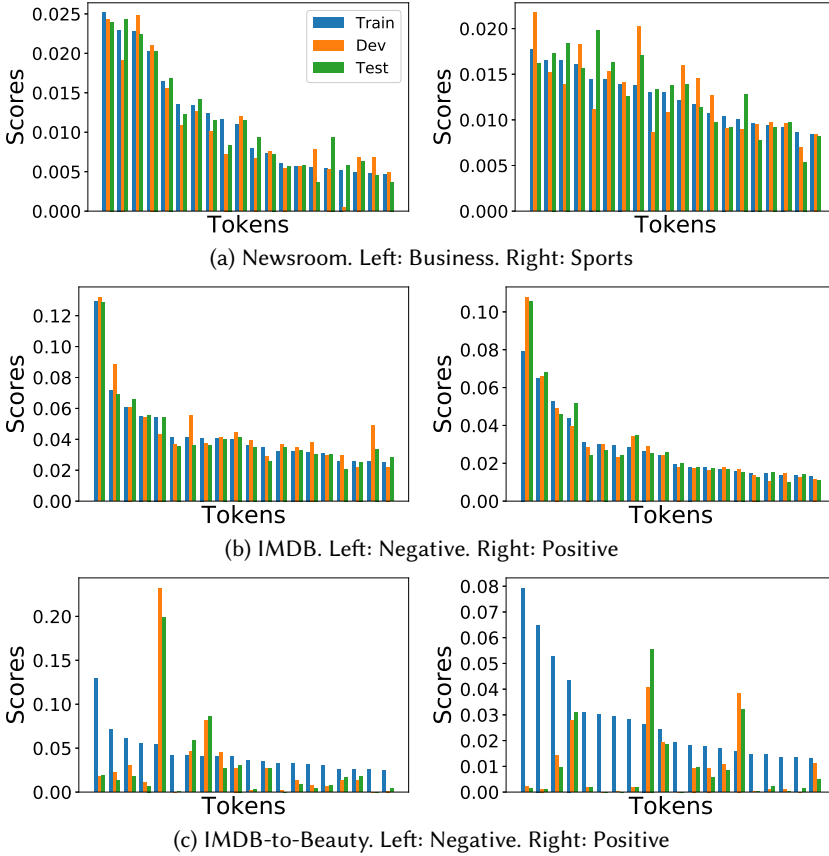 Scores
0.025
0.020
0.015
0.010
0.005
0.000
Tokens
Train
Dev
Test
Scores
0.020
0.015
0.010
0.005
0.000
Tokens
(a) Newsroom. Left: Business. Right: Sports
Scores
0.12
0.10
0.08
0.06
0.04
0.02
0.00
Tokens
Scores
0.10
0.08
0.06
0.04
0.02
0.00
Tokens
(b) IMDB. Left: Negative. Right: Positive
Scores
0.20
0.15
0.10
0.05
0.00
Tokens
Scores
0.08
0.07
0.06
0.05
0.04
0.03
0.02
0.01
0.00
Tokens
(c) IMDB-to-Beauty. Left: Negative. Right: Positive